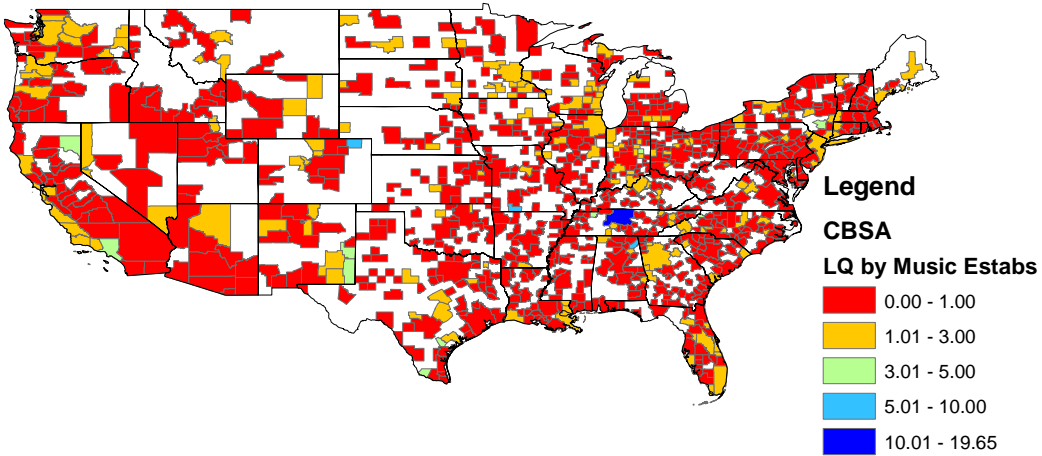 Legend
CBSA
LQ by Music Estabs
0.00 - 1.00
1.01 - 3.00
3.01 - 5.00
5.01 - 10.00
10.01 - 19.65